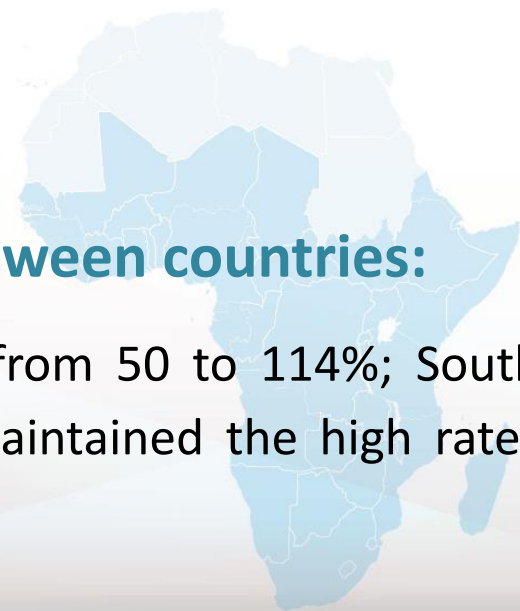 ween countries:
from 50 to 114%; South
aintained the high rate